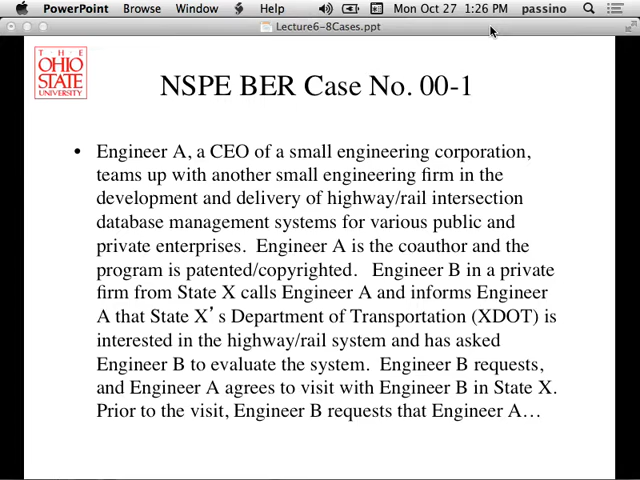 PowerPoint Browse Window Help Mon Oct 27 1:26 PM passino
Lecture6-8Cases.ppt
T · H · E
OHIO
STATE
UNIVERSITY
NSPE BER Case No. 00-1
• Engineer A, a CEO of a small engineering corporation,
teams up with another small engineering firm in the
development and delivery of highway/rail intersection
database management systems for various public and
private enterprises. Engineer A is the coauthor and the
program is patented/copyrighted. Engineer B in a private
firm from State X calls Engineer A and informs Engineer
A that State X’s Department of Transportation (XDOT) is
interested in the highway/rail system and has asked
Engineer B to evaluate the system. Engineer B requests,
and Engineer A agrees to visit with Engineer B in State X.
Prior to the visit, Engineer B requests that Engineer A…